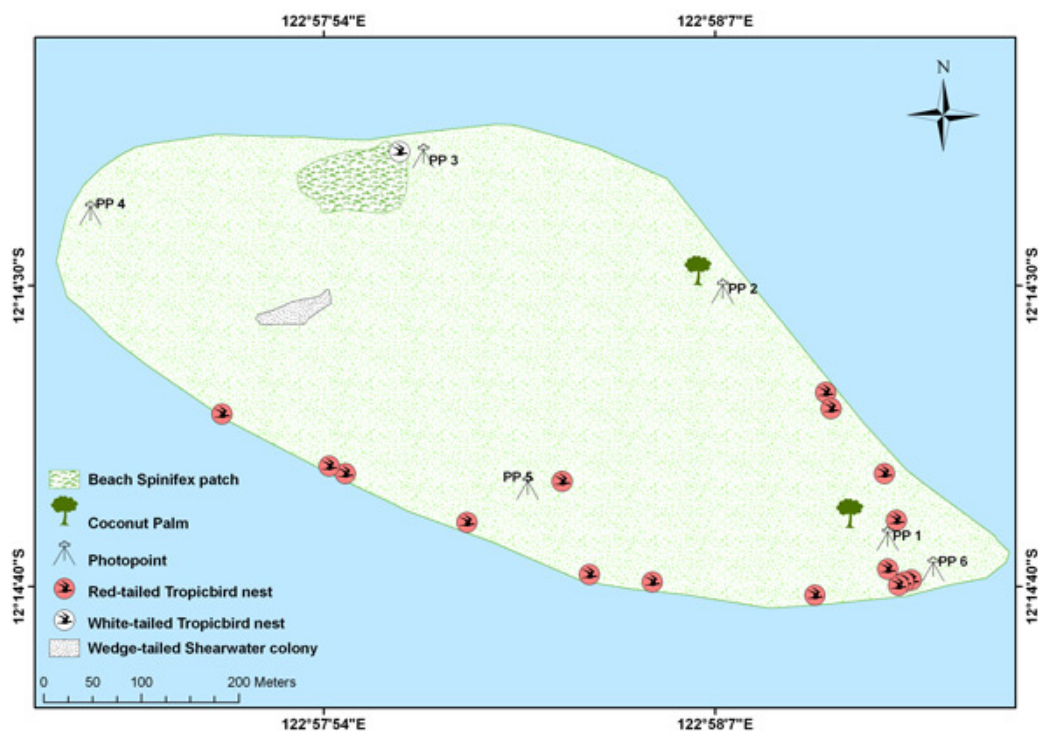 122°57'54"E 122°58'7"E
N
PP 3
PP 4
12°14'30"S 12°14'30"S
PP 2
PP 5
Beach Spinifex patch
Coconut Palm
PP 1
Photopoint
PP 6
12°14'40"S 12°14'40"S
Red-tailed Tropicbird nest
White-tailed Tropicbird nest
Wedge-tailed Shearwater colony
0 50 100 200 Meters
122°57'54"E 122°58'7"E